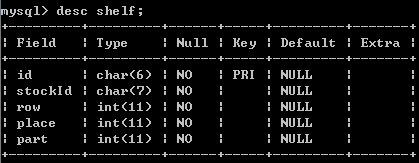 mysql> desc shelf;
+---------+---------+------+-----+---------+-------+
| Field | Type | Null | Key | Default | Extra |
+---------+---------+------+-----+---------+-------+
| id | char(6) | NO | PRI | NULL | |
| stockId | char(7) | NO | | NULL | |
| row | int(11) | NO | | NULL | |
| place | int(11) | NO | | NULL | |
| part | int(11) | NO | | NULL | |
+---------+---------+------+-----+---------+-------+